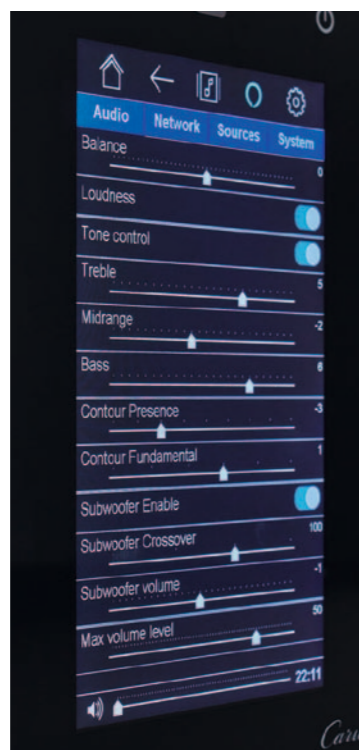 Audio Network Sources System
Balance 0
Loudness
Tone control
Treble 5
Midrange -2
Bass 6
Contour Presence -3
Contour Fundamental 1
Subwoofer Enable
Subwoofer Crossover 100
Subwoofer volume -1
Max volume level 50
22:11